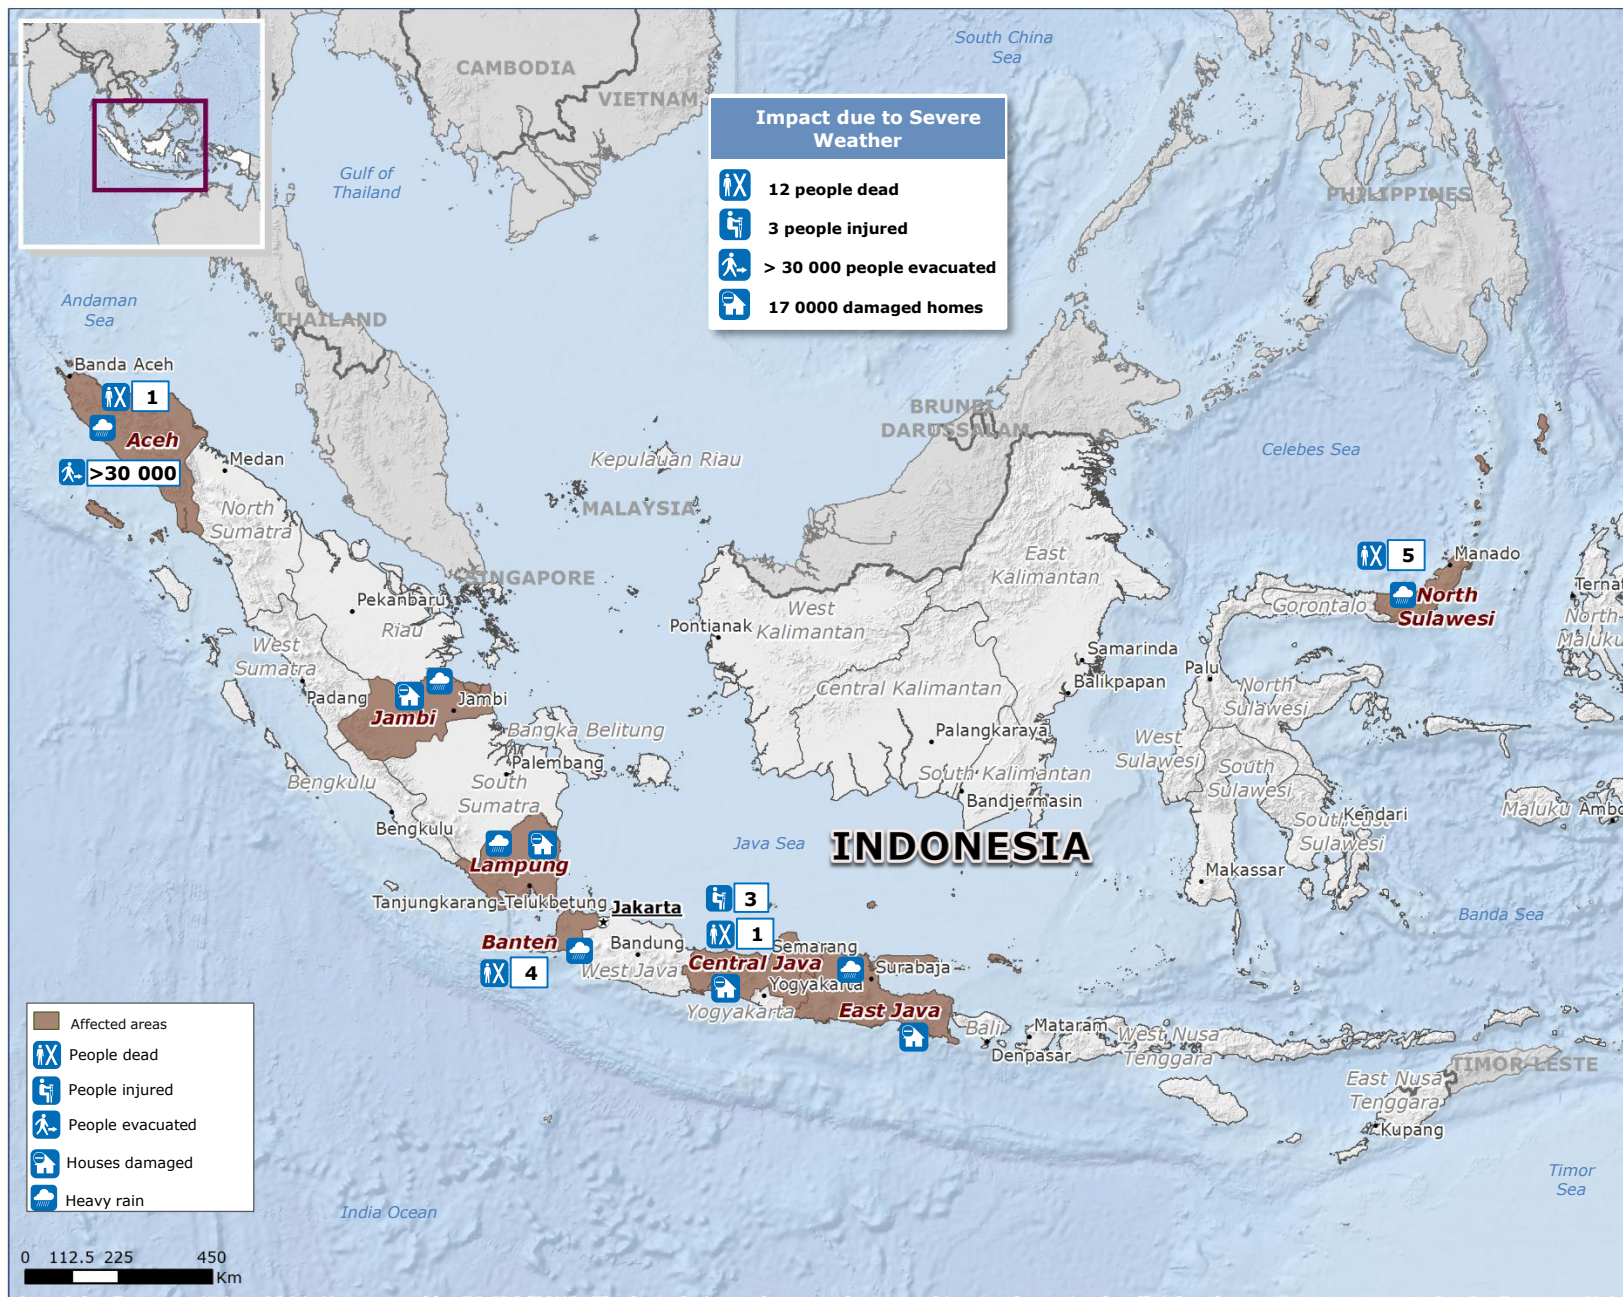 South China
Sea
CAMBODIA
VIETNAM
Impact due to Severe
Weather
12 people dead
3 people injured
> 30 000 people evacuated
17 0000 damaged homes
Gulf of
Thailand
PHILIPPINES
Andaman
Sea
THAILAND
Banda Aceh
1
Aceh
>30 000
Medan
North
Sumatra
Kepulauan Riau
MALAYSIA
BRUNEI
DARUSSALAM
Celebes Sea
SINGAPORE
Pekanbaru
Riau
West
Sumatra
Padang
Jambi
Jambi
Bangka Belitung
Palembang
South
Sumatra
Bengkulu
Bengkulu
Lampung
Tanjungkarang-Telukbetung
East
Kalimantan
West
Kalimantan
Pontianak
Samarinda
Balikpapan
Central Kalimantan
Palangkaraya
South Kalimantan
Bandjermasin
5
Manado
North
Sulawesi
Gorontalo
Ternat
North-
Maluku
Palu
North
Sulawesi
West
Sulawesi
South
Sulawesi
Kendari
Southeast
Sulawesi
Maluku
Ambo
Makassar
Java Sea
INDONESIA
Banda Sea
Jakarta
3
1
Banten
4
Bandung
West Java
Semarang
Central Java
Surabaja
Yogyakarta
Yogyakarta
East Java
Bali
Denpasar
Mataram
West Nusa
Tenggara
TIMOR-LESTE
East Nusa
Tenggara
Kupang
Timor
Sea
India Ocean
Affected areas
People dead
People injured
People evacuated
Houses damaged
Heavy rain
0 112.5 225 450
Km